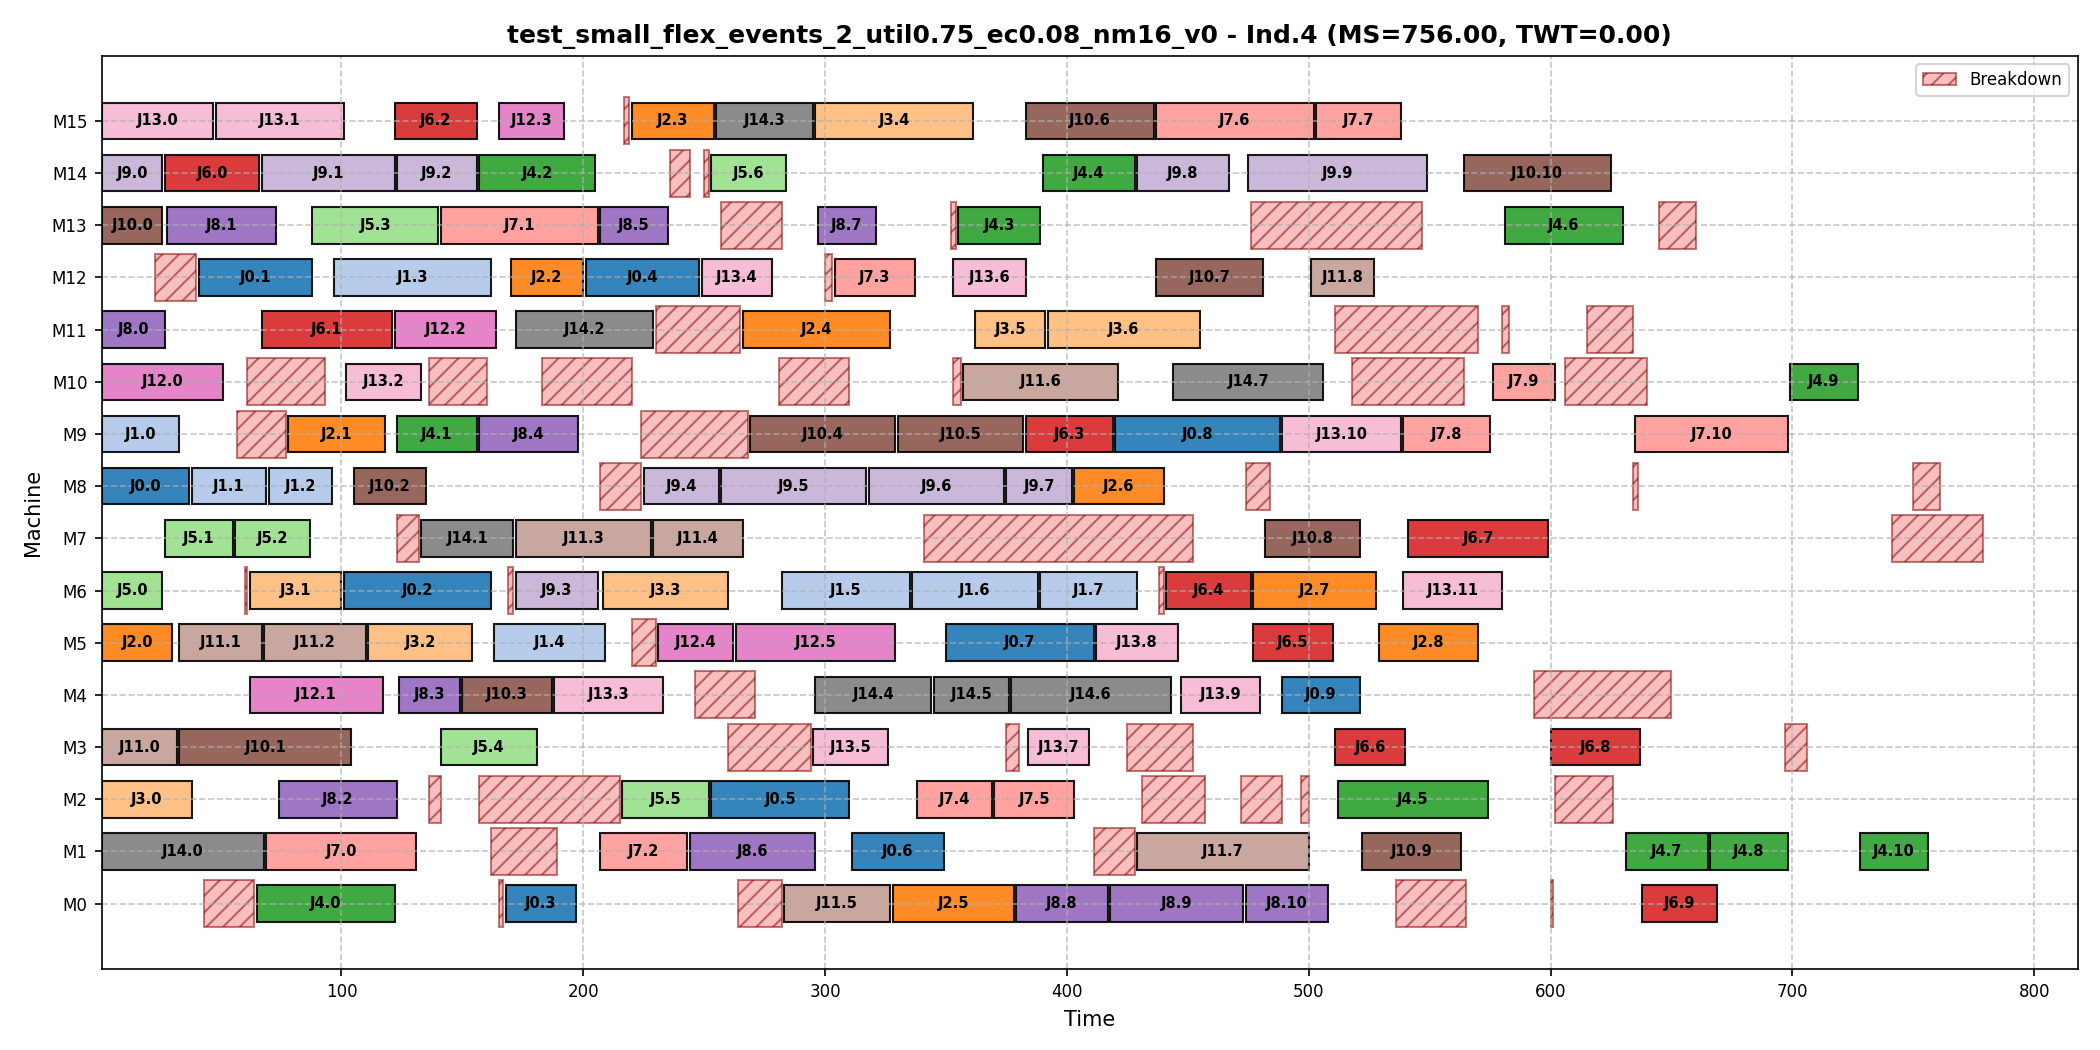 test_small_flex_events_2_util0.75_ec0.08_nm16_v0 - Ind.4 (MS=756.00, TWT=0.00)
Breakdown
Machine
M15 J13.0 J13.1 J6.2 J12.3 J2.3 J14.3 J3.4 J10.6 J7.6 J7.7
M14 J9.0 J6.0 J9.1 J9.2 J4.2 J5.6 J4.4 J9.8 J9.9 J10.10
M13 J10.0 J8.1 J5.3 J7.1 J8.5 J8.7 J4.3 J4.6
M12 J0.1 J1.3 J2.2 J0.4 J13.4 J7.3 J13.6 J10.7 J11.8
M11 J8.0 J6.1 J12.2 J14.2 J2.4 J3.5 J3.6
M10 J12.0 J13.2 J11.6 J14.7 J7.9 J4.9
M9 J1.0 J2.1 J4.1 J8.4 J10.4 J10.5 J6.3 J0.8 J13.10 J7.8 J7.10
M8 J0.0 J1.1 J1.2 J10.2 J9.4 J9.5 J9.6 J9.7 J2.6
M7 J5.1 J5.2 J14.1 J11.3 J11.4 J10.8 J6.7
M6 J5.0 J3.1 J0.2 J9.3 J3.3 J1.5 J1.6 J1.7 J6.4 J2.7 J13.11
M5 J2.0 J11.1 J11.2 J3.2 J1.4 J12.4 J12.5 J0.7 J13.8 J6.5 J2.8
M4 J12.1 J8.3 J10.3 J13.3 J14.4 J14.5 J14.6 J13.9 J0.9
M3 J11.0 J10.1 J5.4 J13.5 J13.7 J6.6 J6.8
M2 J3.0 J8.2 J5.5 J0.5 J7.4 J7.5 J4.5
M1 J14.0 J7.0 J7.2 J8.6 J0.6 J11.7 J10.9 J4.7 J4.8 J4.10
M0 J4.0 J0.3 J11.5 J2.5 J8.8 J8.9 J8.10 J6.9
100 200 300 400 500 600 700 800
Time